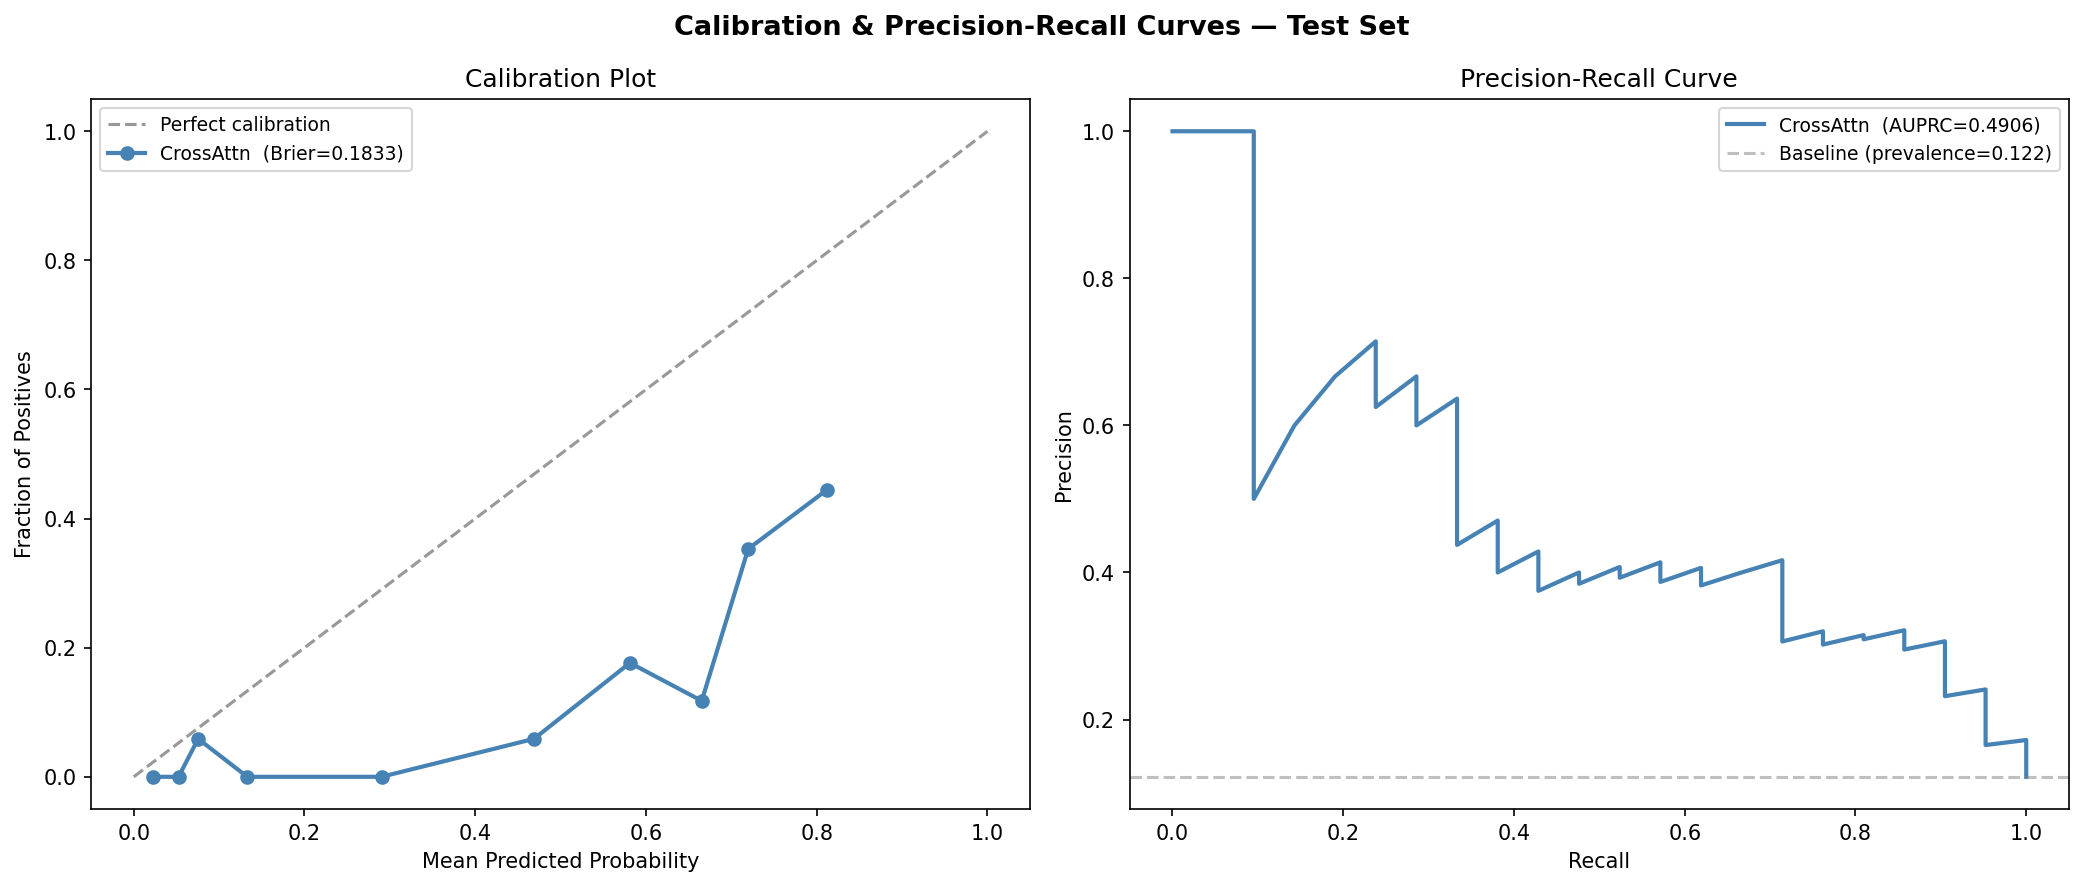 Calibration & Precision-Recall Curves — Test Set
Calibration Plot
Perfect calibration
CrossAttn (Brier=0.1833)
Fraction of Positives
1.0
0.8
0.6
0.4
0.2
0.0
0.0 0.2 0.4 0.6 0.8 1.0
Mean Predicted Probability
Precision-Recall Curve
CrossAttn (AUPRC=0.4906)
Baseline (prevalence=0.122)
Precision
1.0
0.8
0.6
0.4
0.2
0.0 0.2 0.4 0.6 0.8 1.0
Recall